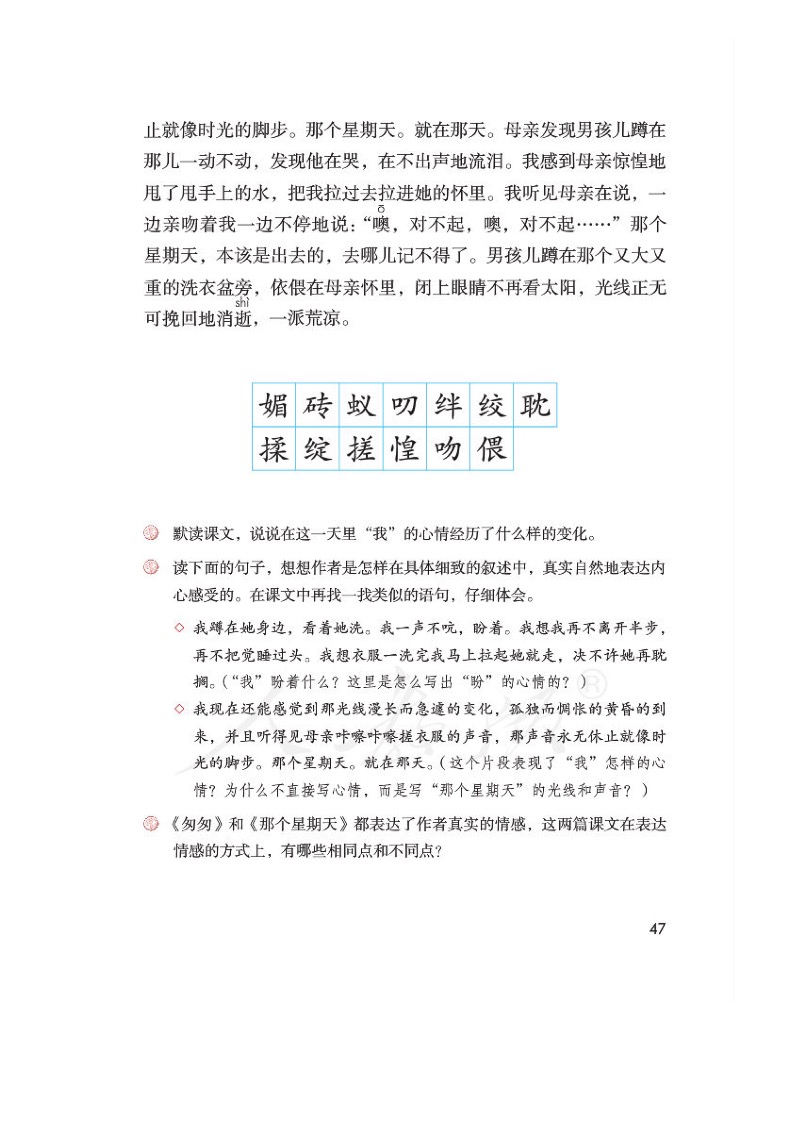 止就像时光的脚步。那个星期天。就在那天。母亲发现男孩儿蹲在
那儿一动不动，发现他在哭，在不出声地流泪。我感到母亲惊惶地
甩了甩手上的水，把我拉过去拉进她的怀里。我听见母亲在说，一
ō
边亲吻着我一边不停地说：“噢，对不起，噢，对不起……”那个
星期天，本该是出去的，去哪儿记不得了。男孩儿蹲在那个又大又
重的洗衣盆旁，依偎在母亲怀里，闭上眼睛不再看太阳，光线正无
shì
可挽回地消逝，一派荒凉。
媚砖蚁叨绊绞耽
揉绽搓惶吻偎
默读课文，说说在这一天里“我”的心情经历了什么样的变化。
读下面的句子，想想作者是怎样在具体细致的叙述中，真实自然地表达内
心感受的。在课文中再找一找类似的语句，仔细体会。
◇ 我蹲在她身边，看着她洗。我一声不吭，盼着。我想我再不离开半步，
再不把觉睡过头。我想衣服一洗完我马上拉起她就走，决不许她再耽
搁。（“我”盼着什么？这里是怎么写出“盼”的心情的？）
◇ 我现在还能感觉到那光线漫长而急遽的变化，孤独而惆怅的黄昏的到
来，并且听得见母亲咔嚓咔嚓搓衣服的声音，那声音永无休止就像时
光的脚步。那个星期天。就在那天。（这个片段表现了“我”怎样的心
情？为什么不直接写心情，而是写“那个星期天”的光线和声音？）
《匆匆》和《那个星期天》都表达了作者真实的情感，这两篇课文在表达
情感的方式上，有哪些相同点和不同点？
47